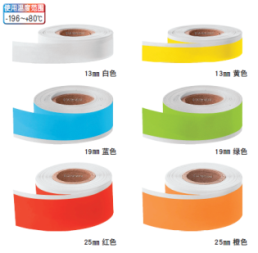 使用温度范围
-196~+80℃
13mm 白色
13mm 黄色
19mm 蓝色
19mm 绿色
25mm 红色
25mm 橙色